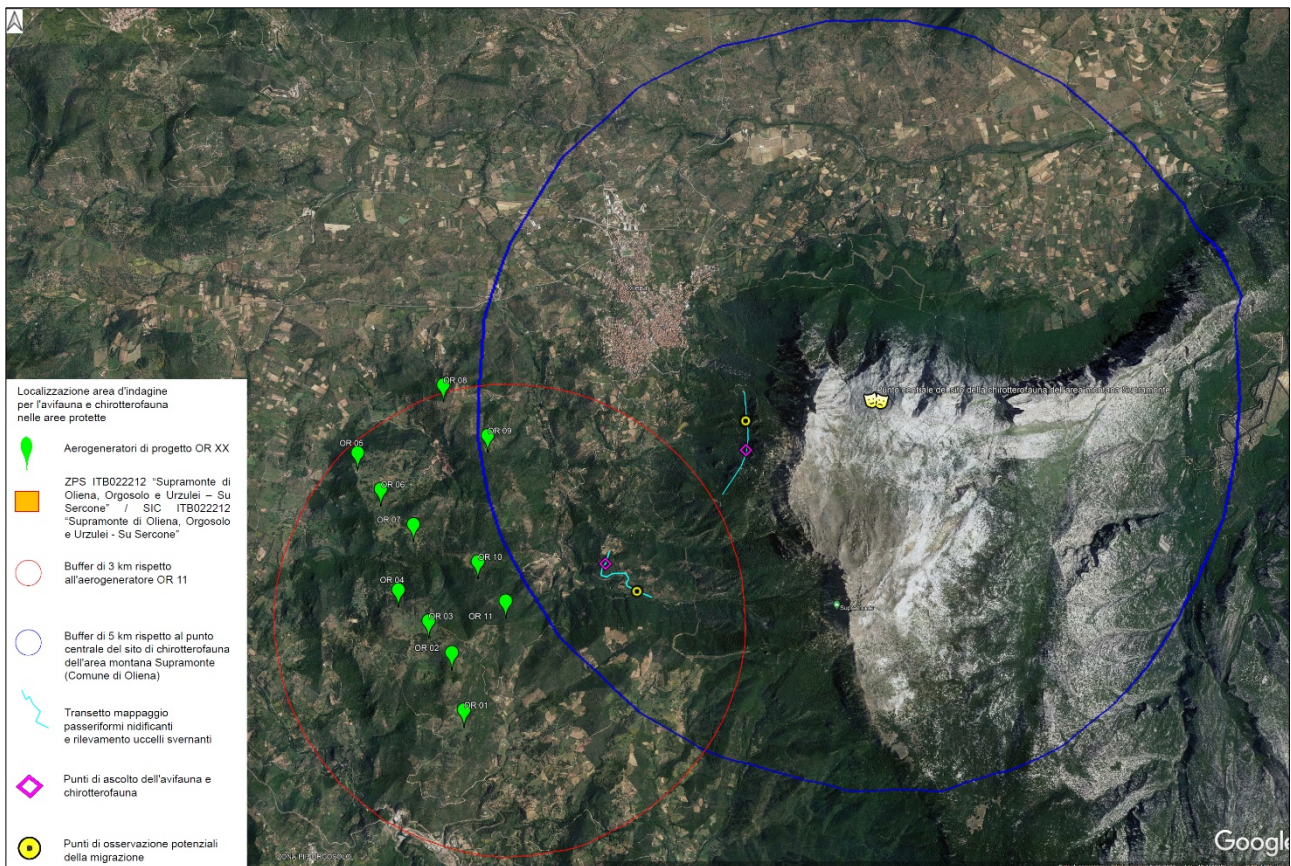 Localizzazione area d'indagine
per l'avifauna e chirotterofauna
nelle aree protette
Aerogeneratori di progetto OR XX
ZPS ITB022212 “Supramonte di
Oliena, Orgosolo e Urzulei – Su
Sercone” / SIC ITB022212
“Supramonte di Oliena, Orgosolo
e Urzulei - Su Sercone”
Buffer di 3 km rispetto
all'aerogeneratore OR 11
Buffer di 5 km rispetto al punto
centrale del sito di chirotterofauna
dell'area montana Supramonte
(Comune di Oliena)
Transetto mappaggio
passeriformi nidificanti
e rilevamento uccelli svernanti
Punti di ascolto dell'avifauna e
chirotterofauna
Punti di osservazione potenziali
della migrazione
OR 08
OR 09
OR 05
OR 06
OR 07
OR 10
OR 04
OR 11
OR 03
OR 02
OR 01
Punto centrale del sito della chirotterofauna dell'area montana Supramonte
Supramonte
Google